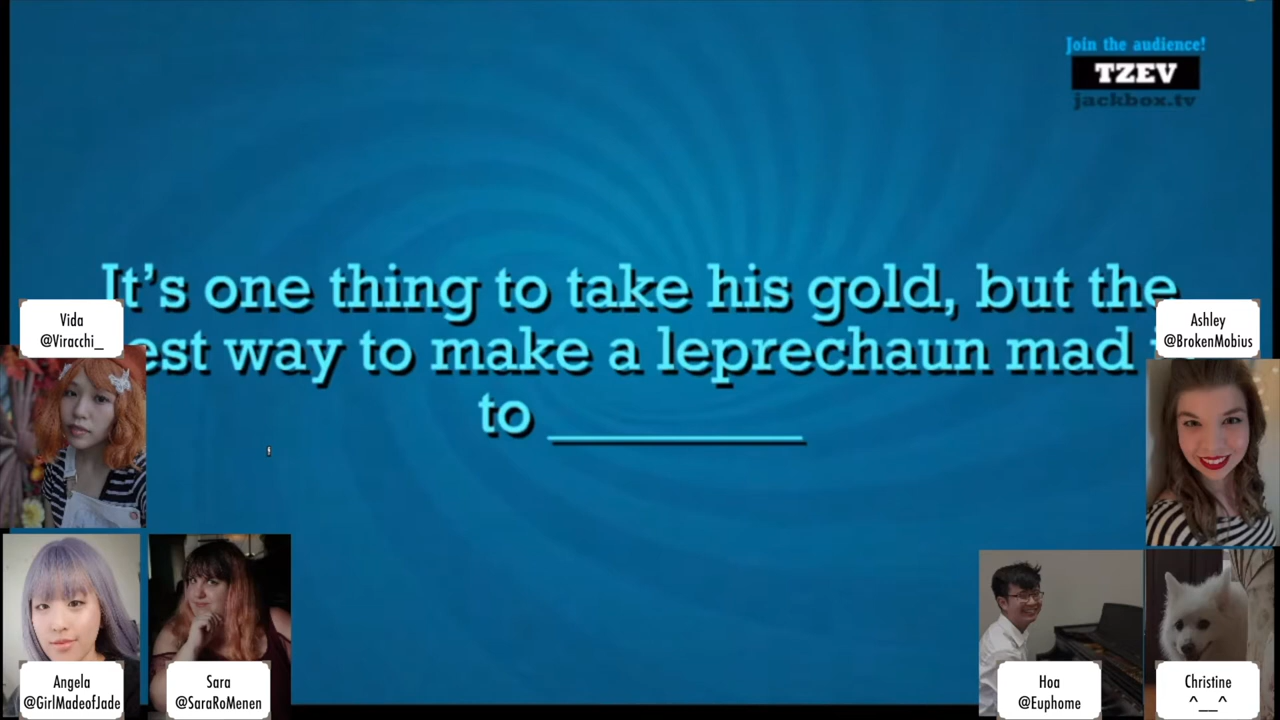 Join the audience!
TZEV
jackbox.tv
It's one thing to take his gold, but the
est way to make a leprechaun mad
to
Vida
@Viracchi_
Ashley
@BrokenMobius
Angela
@GirlMadeofJade
Sara
@SaraRoMenen
Hoa
@Euphome
Christine
^__^